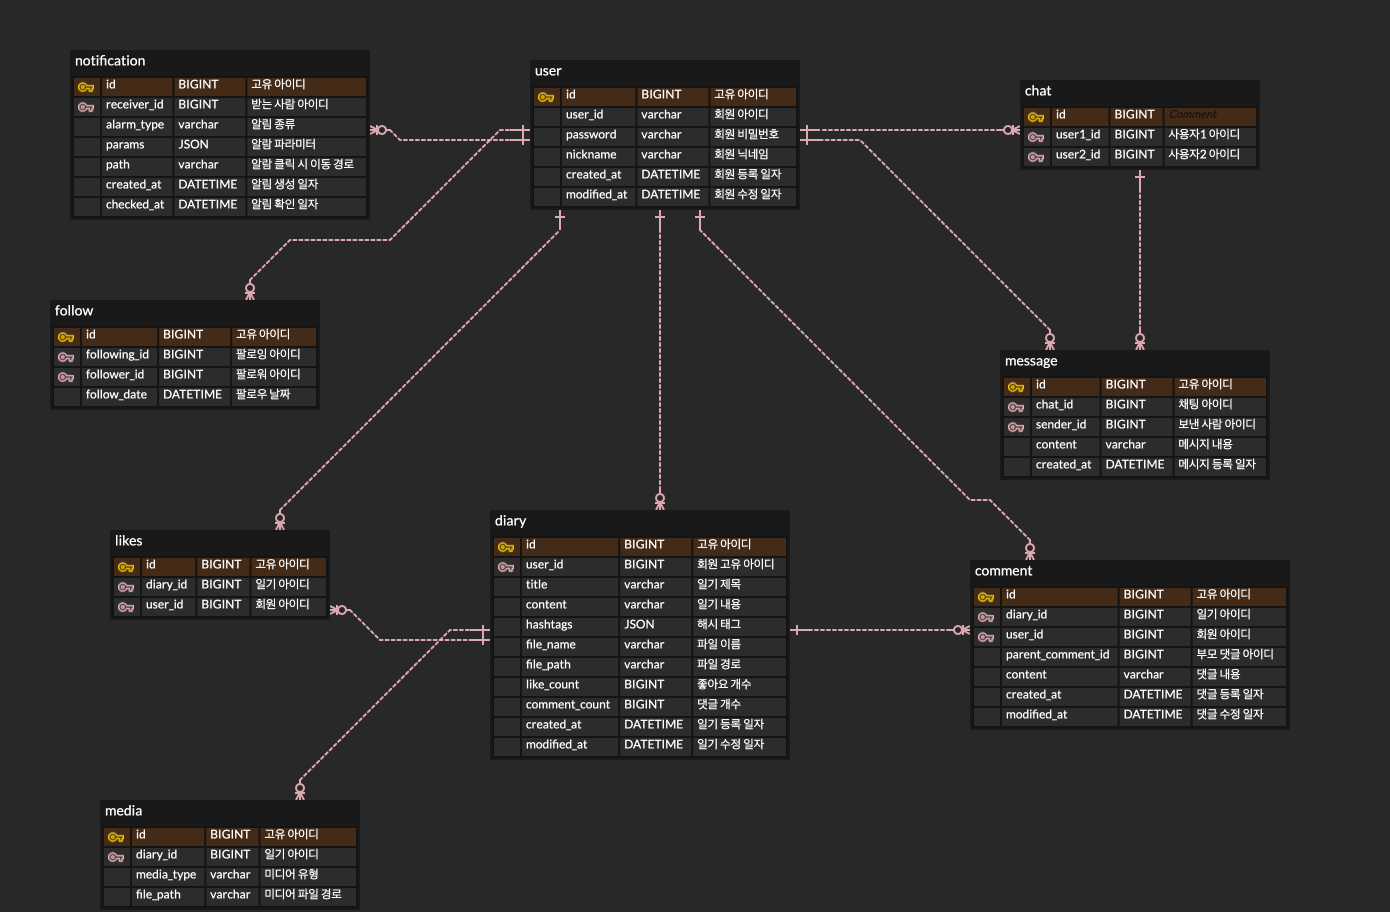 notification
id BIGINT 고유 아이디
receiver_id BIGINT 받는 사람 아이디
alarm_type varchar 알림 종류
params JSON 알람 파라미터
path varchar 알람 클릭 시 이동 경로
created_at DATETIME 알림 생성 일자
checked_at DATETIME 알림 확인 일자
user
id BIGINT 고유 아이디
user_id varchar 회원 아이디
password varchar 회원 비밀번호
nickname varchar 회원 닉네임
created_at DATETIME 회원 등록 일자
modified_at DATETIME 회원 수정 일자
chat
id BIGINT Comment
user1_id BIGINT 사용자1 아이디
user2_id BIGINT 사용자2 아이디
follow
id BIGINT 고유 아이디
following_id BIGINT 팔로잉 아이디
follower_id BIGINT 팔로워 아이디
follow_date DATETIME 팔로우 날짜
message
id BIGINT 고유 아이디
chat_id BIGINT 채팅 아이디
sender_id BIGINT 보낸 사람 아이디
content varchar 메시지 내용
created_at DATETIME 메시지 등록 일자
likes
id BIGINT 고유 아이디
diary_id BIGINT 일기 아이디
user_id BIGINT 회원 아이디
diary
id BIGINT 고유 아이디
user_id BIGINT 회원 고유 아이디
title varchar 일기 제목
content varchar 일기 내용
hashtags JSON 해시 태그
file_name varchar 파일 이름
file_path varchar 파일 경로
like_count BIGINT 좋아요 개수
comment_count BIGINT 댓글 개수
created_at DATETIME 일기 등록 일자
modified_at DATETIME 일기 수정 일자
comment
id BIGINT 고유 아이디
diary_id BIGINT 일기 아이디
user_id BIGINT 회원 아이디
parent_comment_id BIGINT 부모 댓글 아이디
content varchar 댓글 내용
created_at DATETIME 댓글 등록 일자
modified_at DATETIME 댓글 수정 일자
media
id BIGINT 고유 아이디
diary_id BIGINT 일기 아이디
media_type varchar 미디어 유형
file_path varchar 미디어 파일 경로